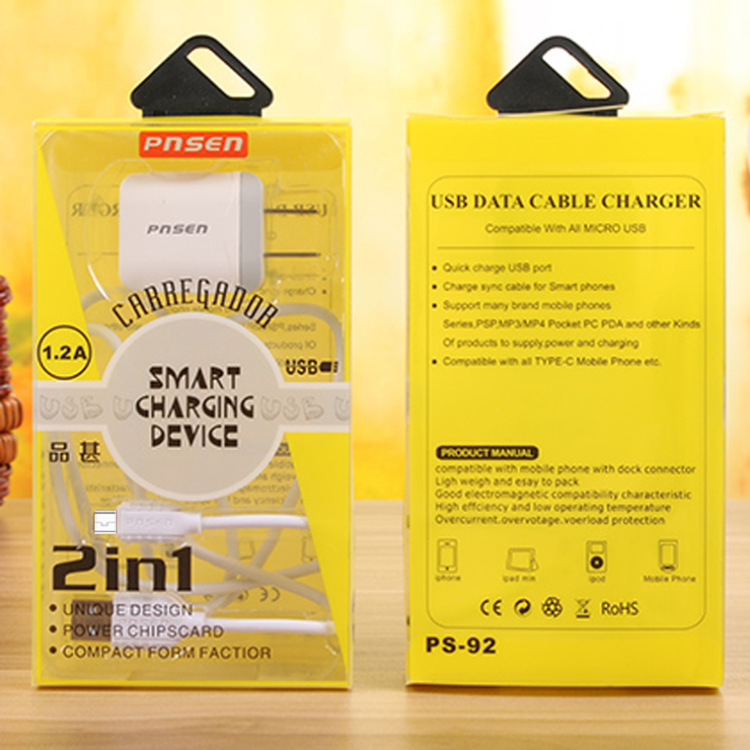 PNSEN
PNSEN
CARREGADOR
1.2A
USB
SMART
CHARGING
DEVICE
USB
品甚
PNSEN
2in1
• UNIQUE DESIGN
• POWER CHIPSCARD
• COMPACT FORM FACTIOR
USB DATA CABLE CHARGER
Compatible With All MICRO USB
• Quick charge USB port
• Charge sync cable for Smart phones
• Support many brand mobile phones
Series,PSP,MP3/MP4 Pocket PC PDA and other Kinds
Of products to supply,power and charging
• Compatible with all TYPE-C Mobile Phone etc.
PRODUCT MANUAL
compatible with mobile phone with dock connector
Ligh weigh and esay to pack
Good electromagnetic compatibility characteristic
High efficiency and low operating temperature
Overcurrent.overvotage.voerload protection
iphone
ipad min
ipod
Mobile Phone
CE
RoHS
PS-92